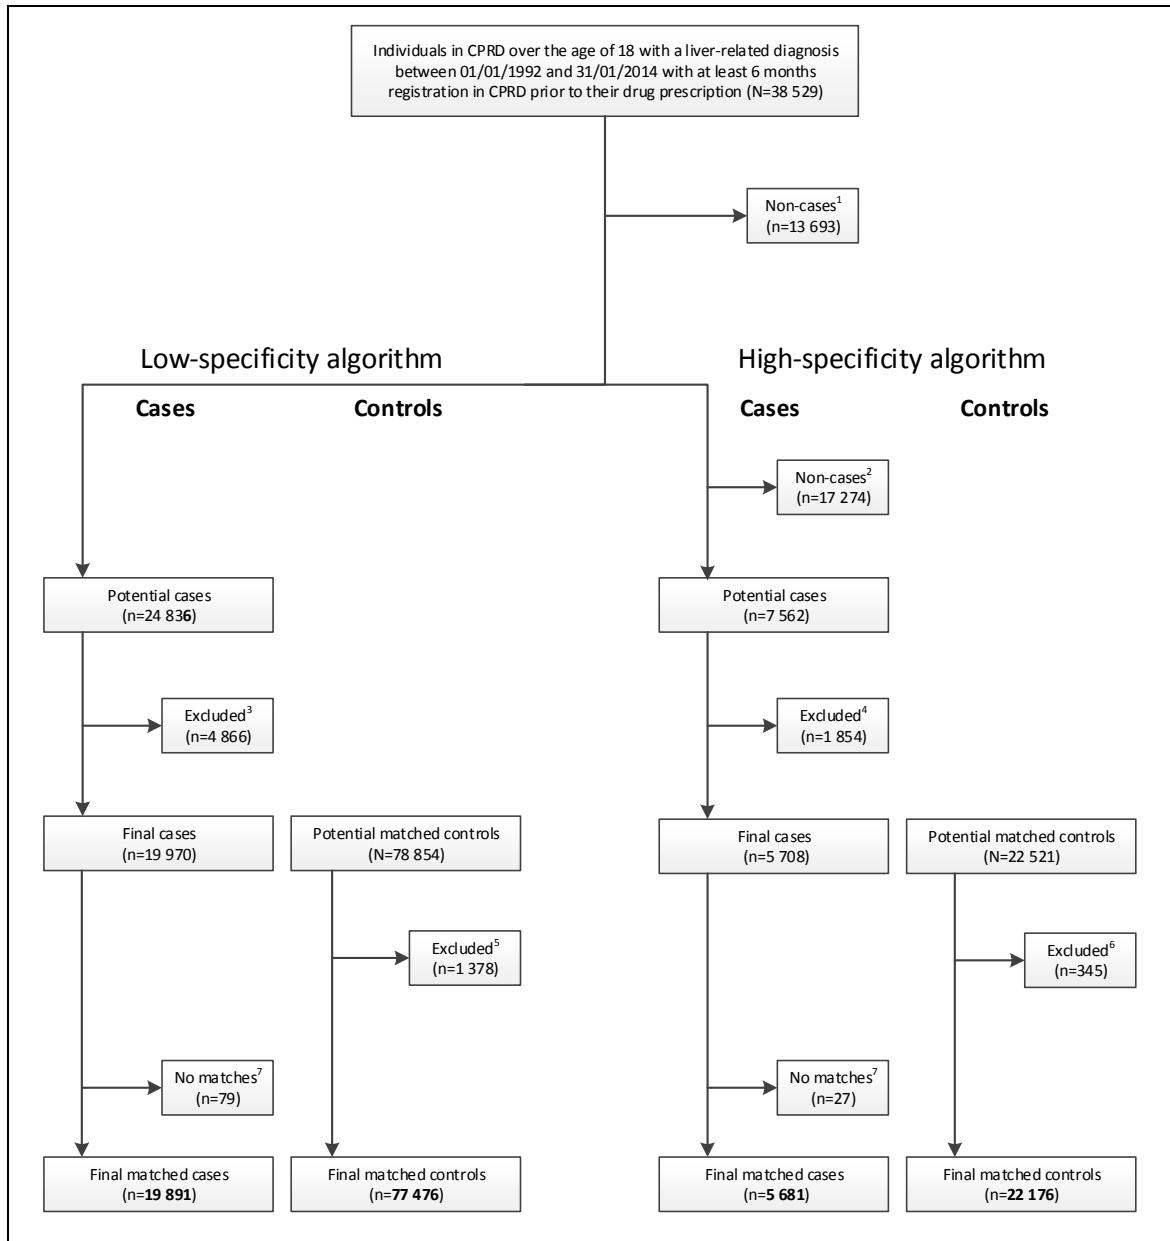 Individuals in CPRD over the age of 18 with a liver-related diagnosis
between 01/01/1992 and 31/01/2014 with at least 6 months
registration in CPRD prior to their drug prescription (N=38 529)
Non-cases1
(n=13 693)
Low-specificity algorithm
High-specificity algorithm
Cases
Controls
Cases
Controls
Non-cases2
(n=17 274)
Potential cases
(n=24 836)
Potential cases
(n=7 562)
Excluded3
(n=4 866)
Excluded4
(n=1 854)
Final cases
(n=19 970)
Potential matched controls
(N=78 854)
Final cases
(n=5 708)
Potential matched controls
(N=22 521)
Excluded5
(n=1 378)
Excluded6
(n=345)
No matches7
(n=79)
No matches7
(n=27)
Final matched cases
(n=19 891)
Final matched controls
(n=77 476)
Final matched cases
(n=5 681)
Final matched controls
(n=22 176)